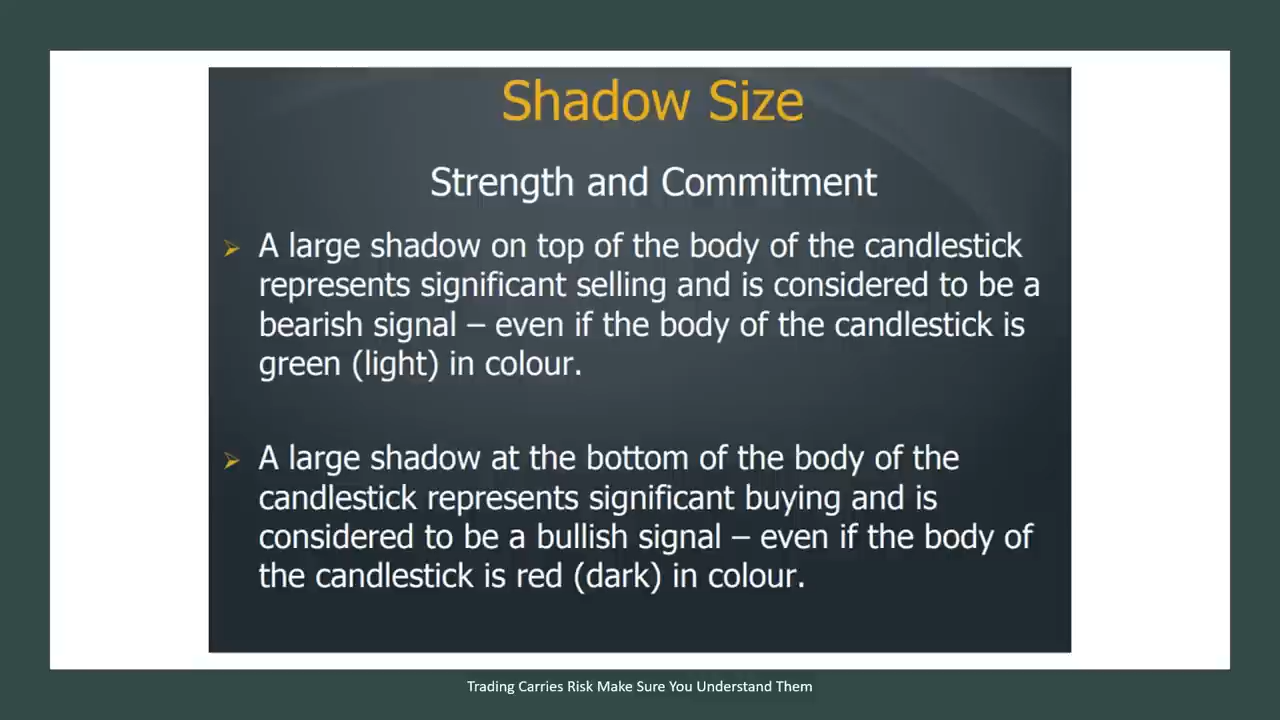 Shadow Size
Strength and Commitment
➢ A large shadow on top of the body of the candlestick
represents significant selling and is considered to be a
bearish signal – even if the body of the candlestick is
green (light) in colour.
➢ A large shadow at the bottom of the body of the
candlestick represents significant buying and is
considered to be a bullish signal – even if the body of
the candlestick is red (dark) in colour.
Trading Carries Risk Make Sure You Understand Them